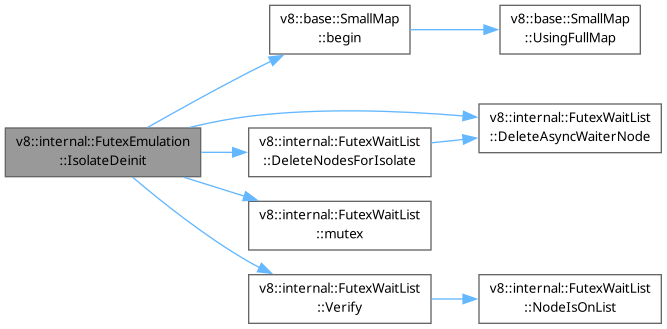 v8::base::SmallMap
::begin
v8::base::SmallMap
::UsingFullMap
v8::internal::FutexEmulation
::IsolateDeinit
v8::internal::FutexWaitList
::DeleteAsyncWaiterNode
v8::internal::FutexWaitList
::DeleteNodesForIsolate
v8::internal::FutexWaitList
::mutex
v8::internal::FutexWaitList
::Verify
v8::internal::FutexWaitList
::NodeIsOnList